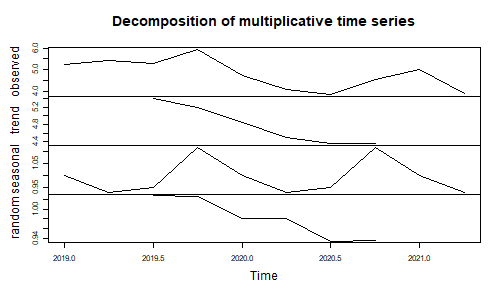 Decomposition of multiplicative time series
observed
4.0 5.0 6.0
trend
4.4 4.8 5.2
seasonal
0.95 1.05
random
0.94 1.00
2019.0 2019.5 2020.0 2020.5 2021.0
Time